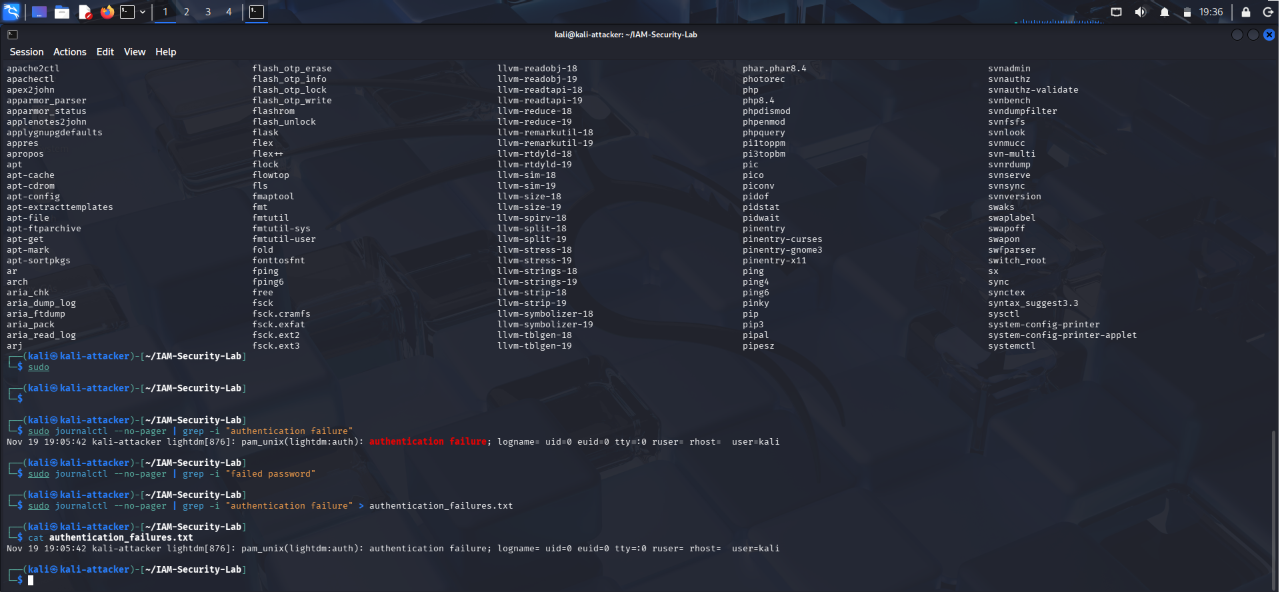 1 2 3 4 19:36
kali@kali-attacker: ~/IAM-Security-Lab
Session Actions Edit View Help
apache2ctl flash_otp_erase llvm-readobj-18 phar.phar8.4 svnadmin
apachectl flash_otp_info llvm-readobj-19 photorec svnauthz
apex2john flash_otp_lock llvm-readtapi-18 php svnauthz-validate
apparmor_parser flash_otp_write llvm-readtapi-19 php8.4 svnbench
apparmor_status flashrom llvm-reduce-18 phpdismod svndumpfilter
applenotes2john flash_unlock llvm-reduce-19 phpenmod svnfsfs
applygnupgdefaults flask llvm-remarkutil-18 phpquery svnlook
appres flex llvm-remarkutil-19 pi1toppm svnmucc
apropos flex++ llvm-rtdyld-18 pi3topbm svn-multi
apt flock llvm-rtdyld-19 pic svnrdump
apt-cache flowtop llvm-sim-18 pico svnserve
apt-cdrom fls llvm-sim-19 piconv svnsync
apt-config fmaptool llvm-size-18 pidof svnversion
apt-extracttemplates fmt llvm-size-19 pidstat swaks
apt-file fmtutil llvm-spirv-18 pidwait swaplabel
apt-ftparchive fmtutil-sys llvm-split-18 pinentry swapoff
apt-get fmtutil-user llvm-split-19 pinentry-curses swapon
apt-mark fold llvm-stress-18 pinentry-gnome3 swfparser
apt-sortpkgs fonttosfnt llvm-stress-19 pinentry-x11 switch_root
ar fping llvm-strings-18 ping sx
arch fping6 llvm-strings-19 ping4 sync
aria_chk free llvm-strip-18 ping6 synctex
aria_dump_log fsck llvm-strip-19 pinky syntax_suggest3.3
aria_ftdump fsck.cramfs llvm-symbolizer-18 pip sysctl
aria_pack fsck.exfat llvm-symbolizer-19 pip3 system-config-printer
aria_read_log fsck.ext2 llvm-tblgen-18 pipal system-config-printer-applet
arj fsck.ext3 llvm-tblgen-19 pipesz systemctl
┌──(kali㉿kali-attacker)-[~/IAM-Security-Lab]
└─$ sudo
┌──(kali㉿kali-attacker)-[~/IAM-Security-Lab]
└─$
┌──(kali㉿kali-attacker)-[~/IAM-Security-Lab]
└─$ sudo journalctl --no-pager | grep -i "authentication failure"
Nov 19 19:05:42 kali-attacker lightdm[876]: pam_unix(lightdm:auth): authentication failure; logname= uid=0 euid=0 tty=:0 ruser= rhost=  user=kali
┌──(kali㉿kali-attacker)-[~/IAM-Security-Lab]
└─$ sudo journalctl --no-pager | grep -i "failed password"
┌──(kali㉿kali-attacker)-[~/IAM-Security-Lab]
└─$ sudo journalctl --no-pager | grep -i "authentication failure" > authentication_failures.txt
┌──(kali㉿kali-attacker)-[~/IAM-Security-Lab]
└─$ cat authentication_failures.txt
Nov 19 19:05:42 kali-attacker lightdm[876]: pam_unix(lightdm:auth): authentication failure; logname= uid=0 euid=0 tty=:0 ruser= rhost=  user=kali
┌──(kali㉿kali-attacker)-[~/IAM-Security-Lab]
└─$